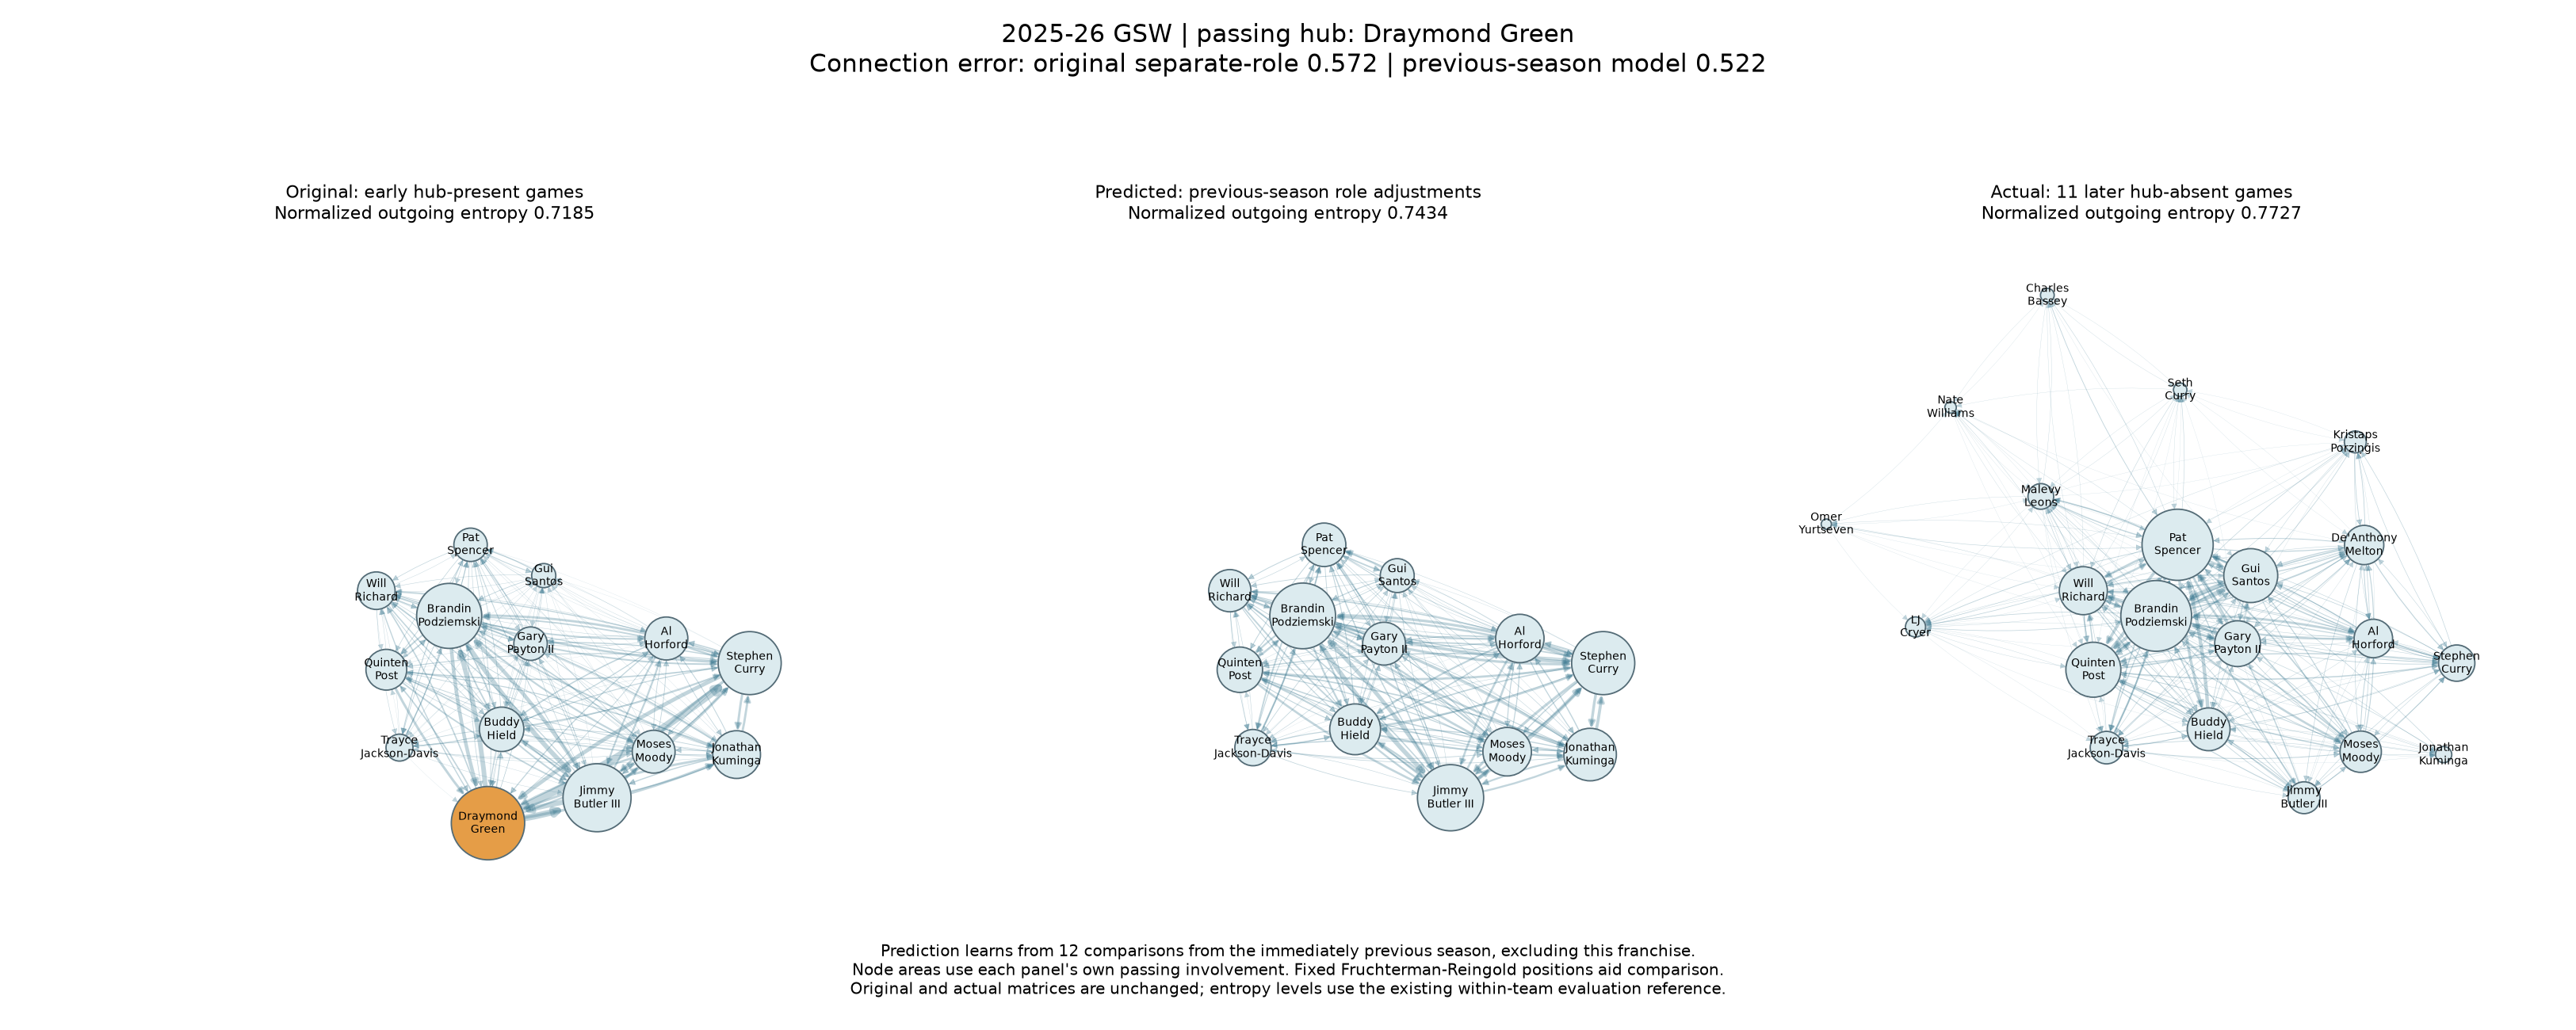 2025-26 GSW | passing hub: Draymond Green
Connection error: original separate-role 0.572 | previous-season model 0.522
Original: early hub-present games
Normalized outgoing entropy 0.7185
Pat
Spencer
Gui
Santos
Will
Richard
Brandin
Podziemski
Gary
Payton II
Al
Horford
Stephen
Curry
Quinten
Post
Buddy
Hield
Trayce
Jackson-Davis
Moses
Moody
Jonathan
Kuminga
Jimmy
Butler III
Draymond
Green
Predicted: previous-season role adjustments
Normalized outgoing entropy 0.7434
Pat
Spencer
Gui
Santos
Will
Richard
Brandin
Podziemski
Gary
Payton II
Al
Horford
Stephen
Curry
Quinten
Post
Buddy
Hield
Trayce
Jackson-Davis
Moses
Moody
Jonathan
Kuminga
Jimmy
Butler III
Actual: 11 later hub-absent games
Normalized outgoing entropy 0.7727
Charles
Bassey
Seth
Curry
Nate
Williams
Kristaps
Porzingis
Malevy
Leons
Omer
Yurtseven
Pat
Spencer
De'Anthony
Melton
Gui
Santos
Will
Richard
Brandin
Podziemski
LJ
Cryer
Gary
Payton II
Al
Horford
Stephen
Curry
Quinten
Post
Buddy
Hield
Trayce
Jackson-Davis
Moses
Moody
Jonathan
Kuminga
Jimmy
Butler III
Prediction learns from 12 comparisons from the immediately previous season, excluding this franchise.
Node areas use each panel's own passing involvement. Fixed Fruchterman-Reingold positions aid comparison.
Original and actual matrices are unchanged; entropy levels use the existing within-team evaluation reference.